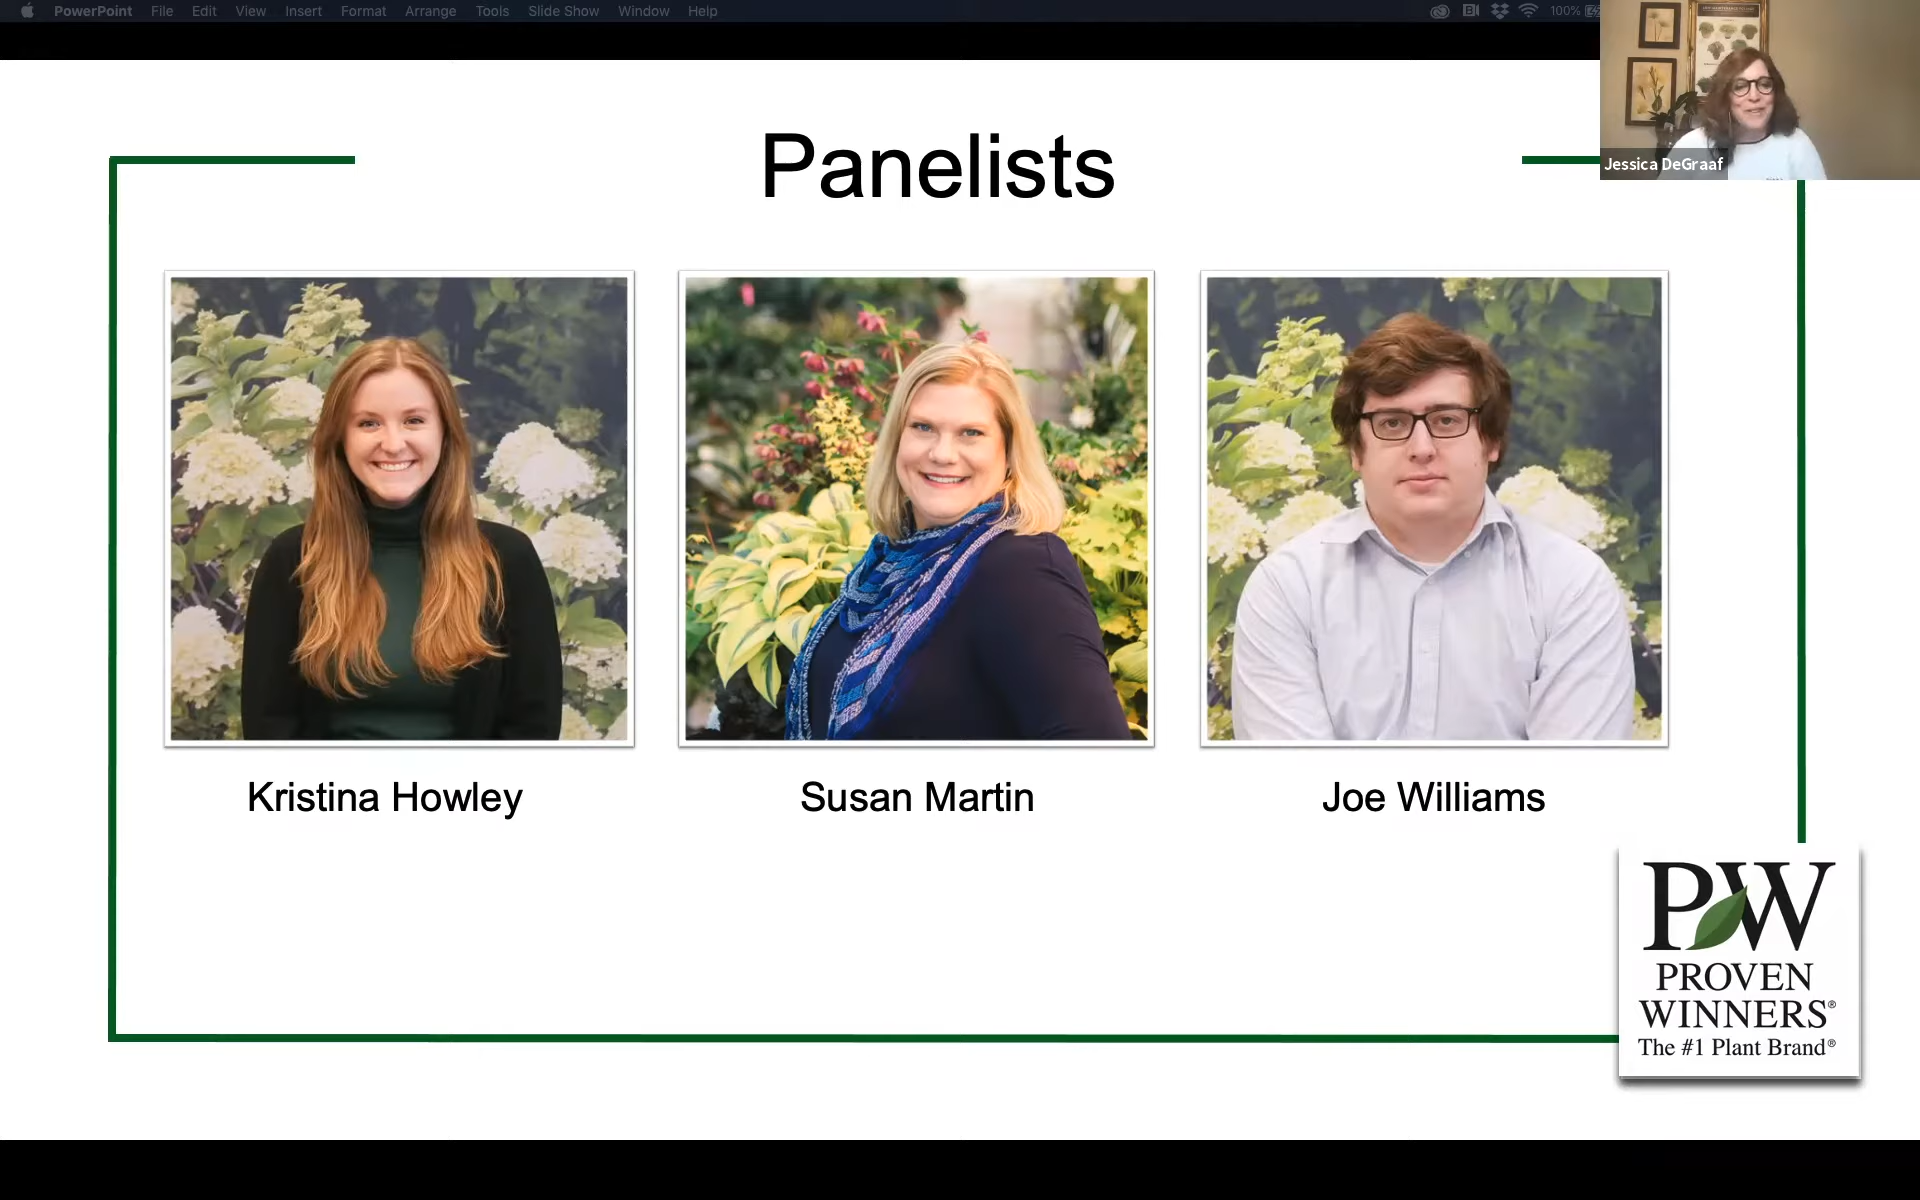 PowerPoint File Edit View Insert Format Arrange Tools Slide Show Window Help 100%
Jessica DeGraaf
Panelists
Kristina Howley
Susan Martin
Joe Williams
PW
PROVEN
WINNERS®
The #1 Plant Brand®